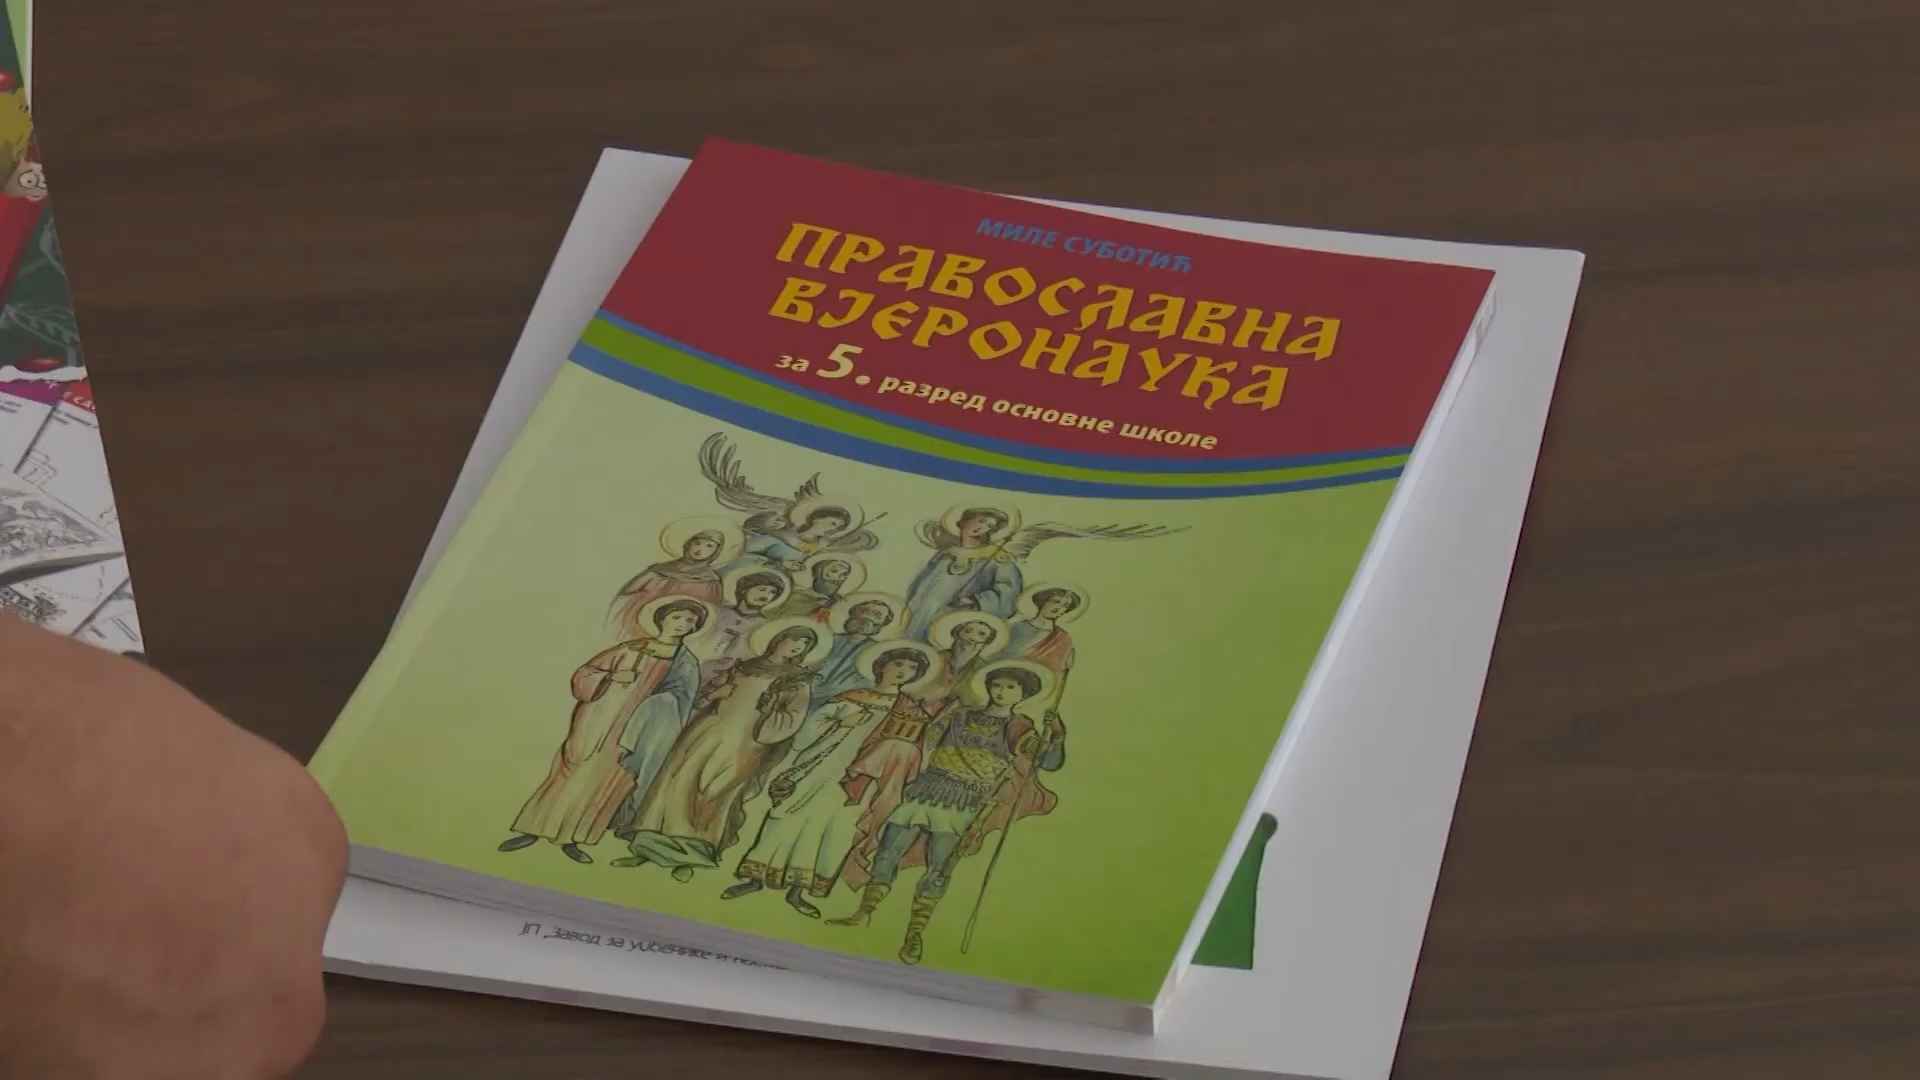 МИЛЕ СУБОТИЋ
ПРАВОСЛАВНА
ВЈЕРОНАУКА
за 5. разред основне школе
ЈП „Завод за уџбенике и